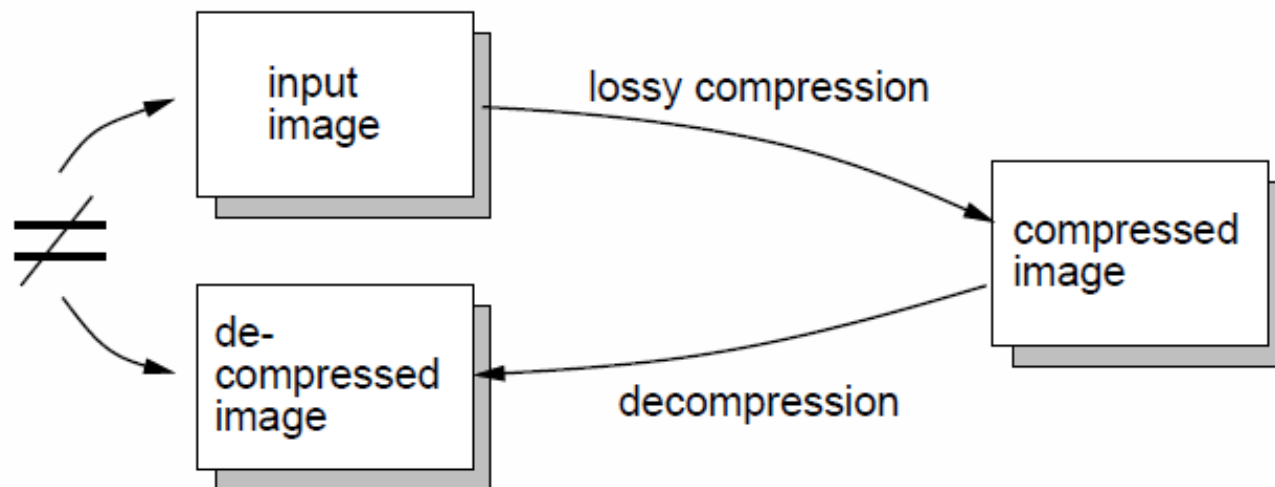 input
image
lossy compression
compressed
image
≠
de-
compressed
image
decompression